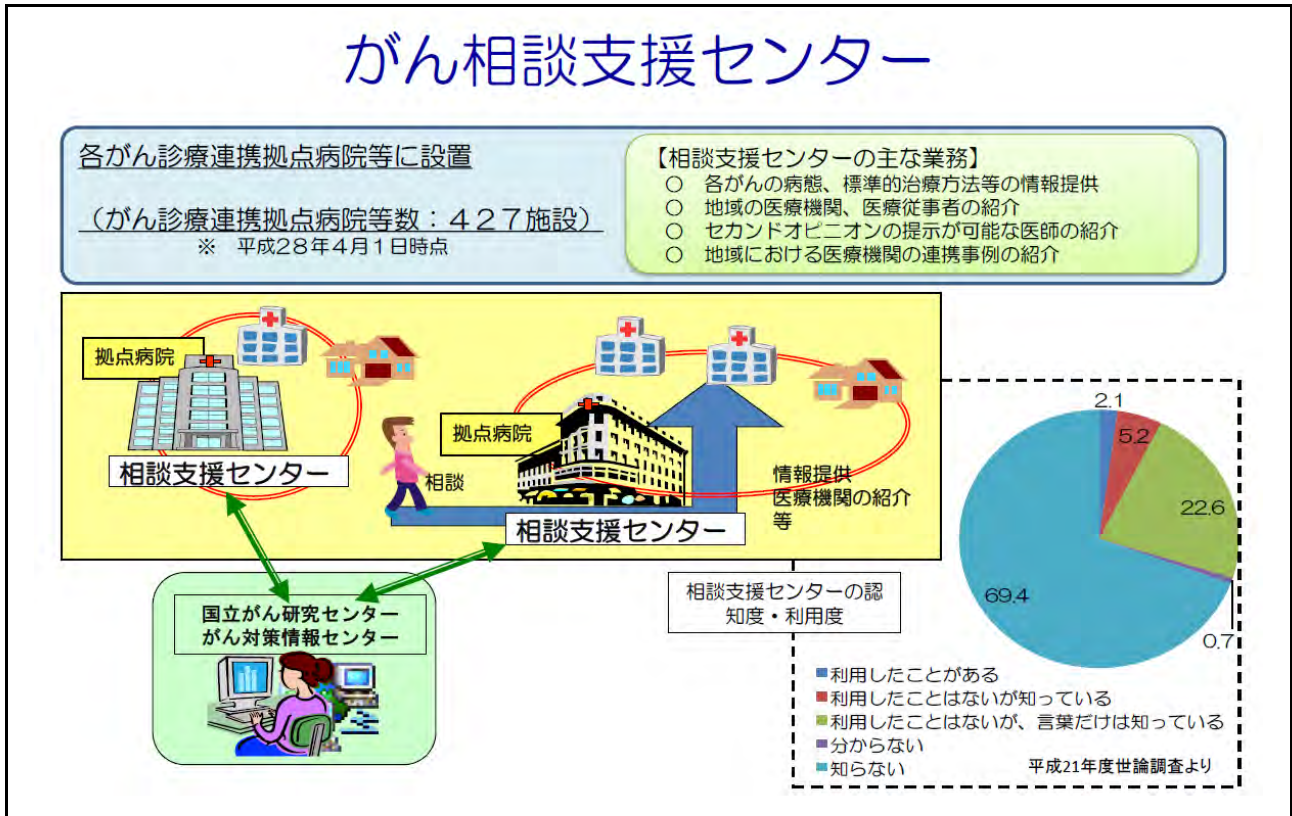 がん相談支援センター
各がん診療連携拠点病院等に設置
（がん診療連携拠点病院等数：４２７施設）
※　平成28年4月1日時点
【相談支援センターの主な業務】
○　各がんの病態、標準的治療方法等の情報提供
○　地域の医療機関、医療従事者の紹介
○　セカンドオピニオンの提示が可能な医師の紹介
○　地域における医療機関の連携事例の紹介
拠点病院
相談支援センター
拠点病院
相談
相談支援センター
情報提供
医療機関の紹介
等
国立がん研究センター
がん対策情報センター
相談支援センターの認
知度・利用度
2.1
5.2
22.6
0.7
69.4
利用したことがある
利用したことはないが知っている
利用したことはないが、言葉だけは知っている
分からない
知らない
平成21年度世論調査より